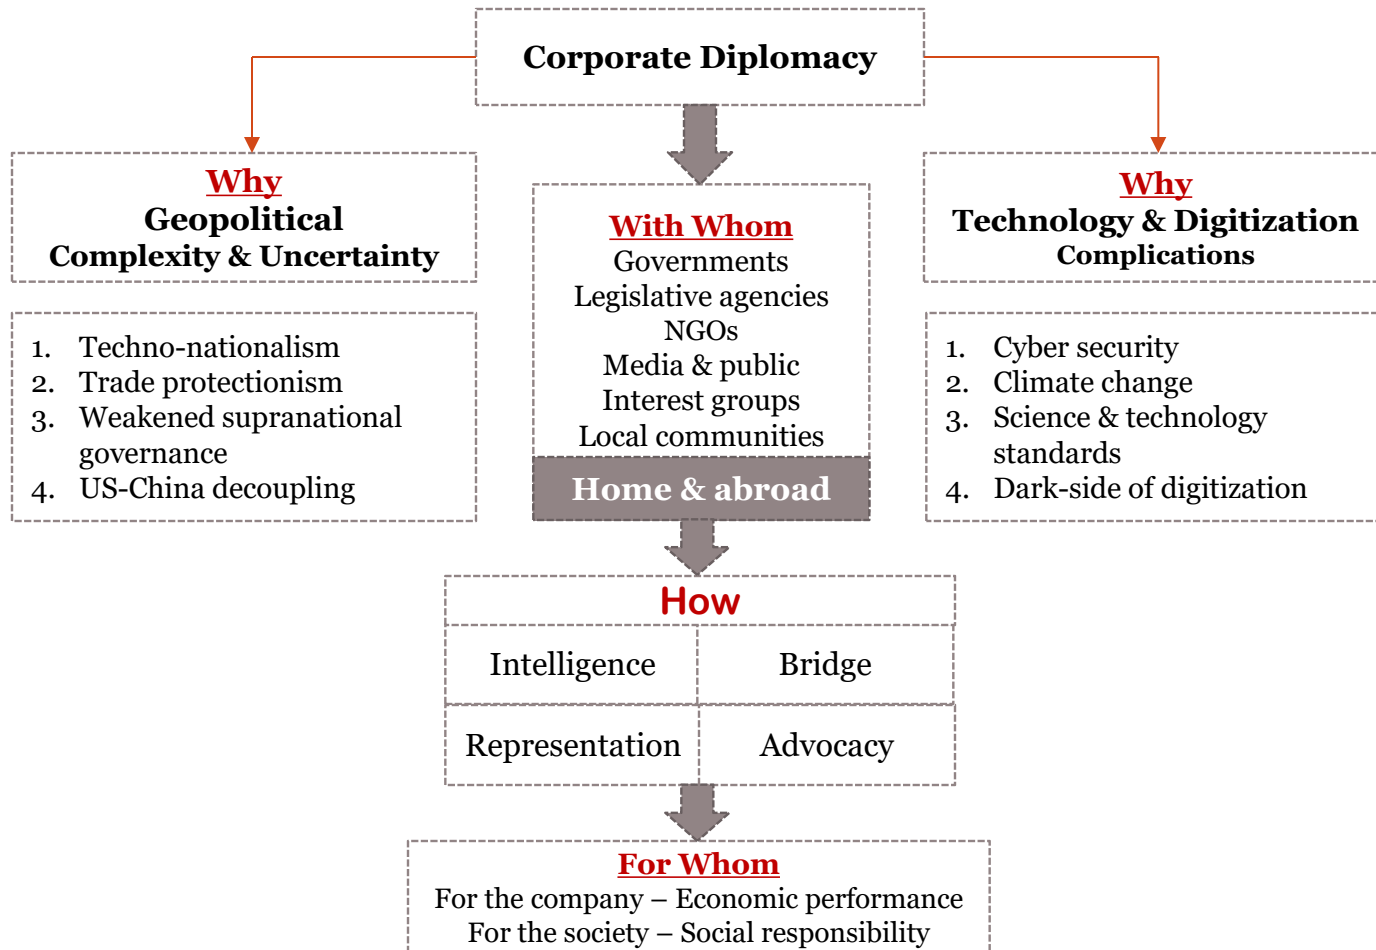 Corporate Diplomacy
Why
Geopolitical
Complexity & Uncertainty
1. Techno-nationalism
2. Trade protectionism
3. Weakened supranational
governance
4. US-China decoupling
With Whom
Governments
Legislative agencies
NGOs
Media & public
Interest groups
Local communities
Home & abroad
Why
Technology & Digitization
Complications
1. Cyber security
2. Climate change
3. Science & technology
standards
4. Dark-side of digitization
How
Intelligence
Bridge
Representation
Advocacy
For Whom
For the company – Economic performance
For the society – Social responsibility